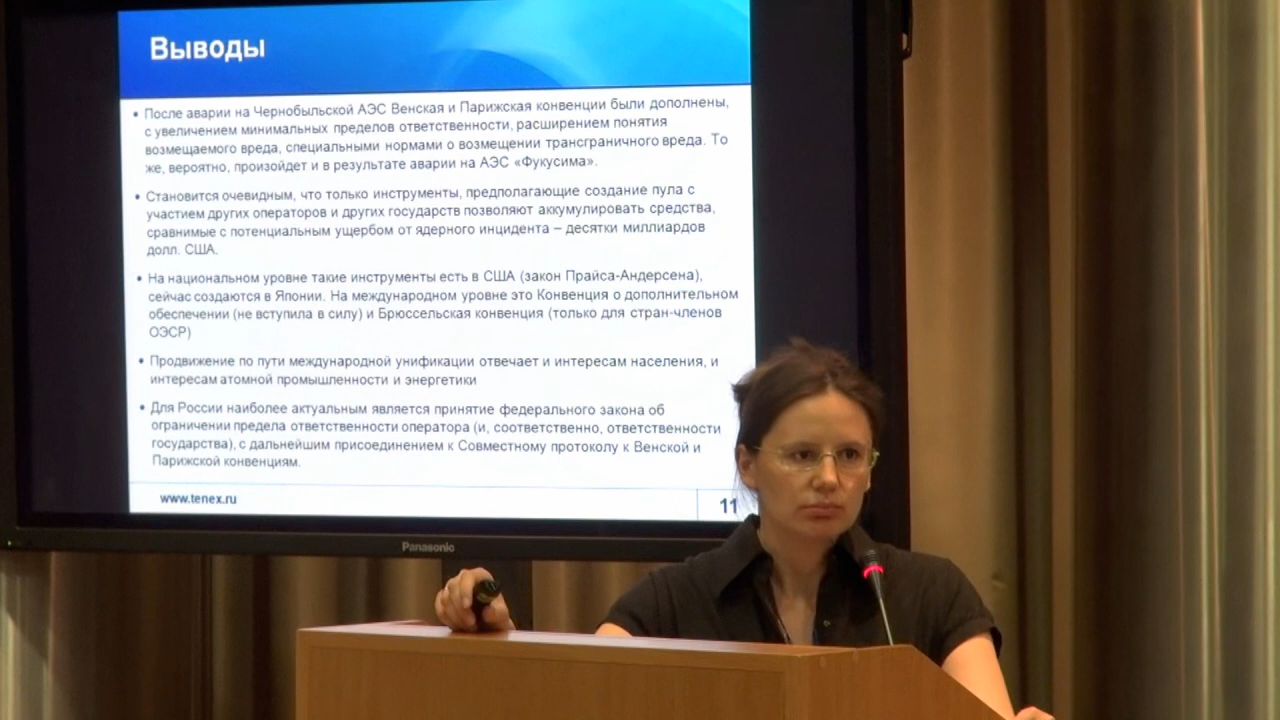 Выводы
• После аварии на Чернобыльской АЭС Венская и Парижская конвенции были дополнены,
с увеличением минимальных пределов ответственности, расширением понятия
возмещаемого вреда, специальными нормами о возмещении трансграничного вреда. То
же, вероятно, произойдет и в результате аварии на АЭС «Фукусима».
• Становится очевидным, что только инструменты, предполагающие создание пула с
участием других операторов и других государств позволяют аккумулировать средства,
сравнимые с потенциальным ущербом от ядерного инцидента – десятки миллиардов
долл. США.
• На национальном уровне такие инструменты есть в США (закон Прайса-Андерсена),
сейчас создаются в Японии. На международном уровне это Конвенция о дополнительном
обеспечении (не вступила в силу) и Брюссельская конвенция (только для стран-членов
ОЭСР)
• Продвижение по пути международной унификации отвечает и интересам населения, и
интересам атомной промышленности и энергетики
• Для России наиболее актуальным является принятие федерального закона об
ограничении предела ответственности оператора (и, соответственно, ответственности
государства), с дальнейшим присоединением к Совместному протоколу к Венской и
Парижской конвенциям.
www.tenex.ru
11
Panasonic